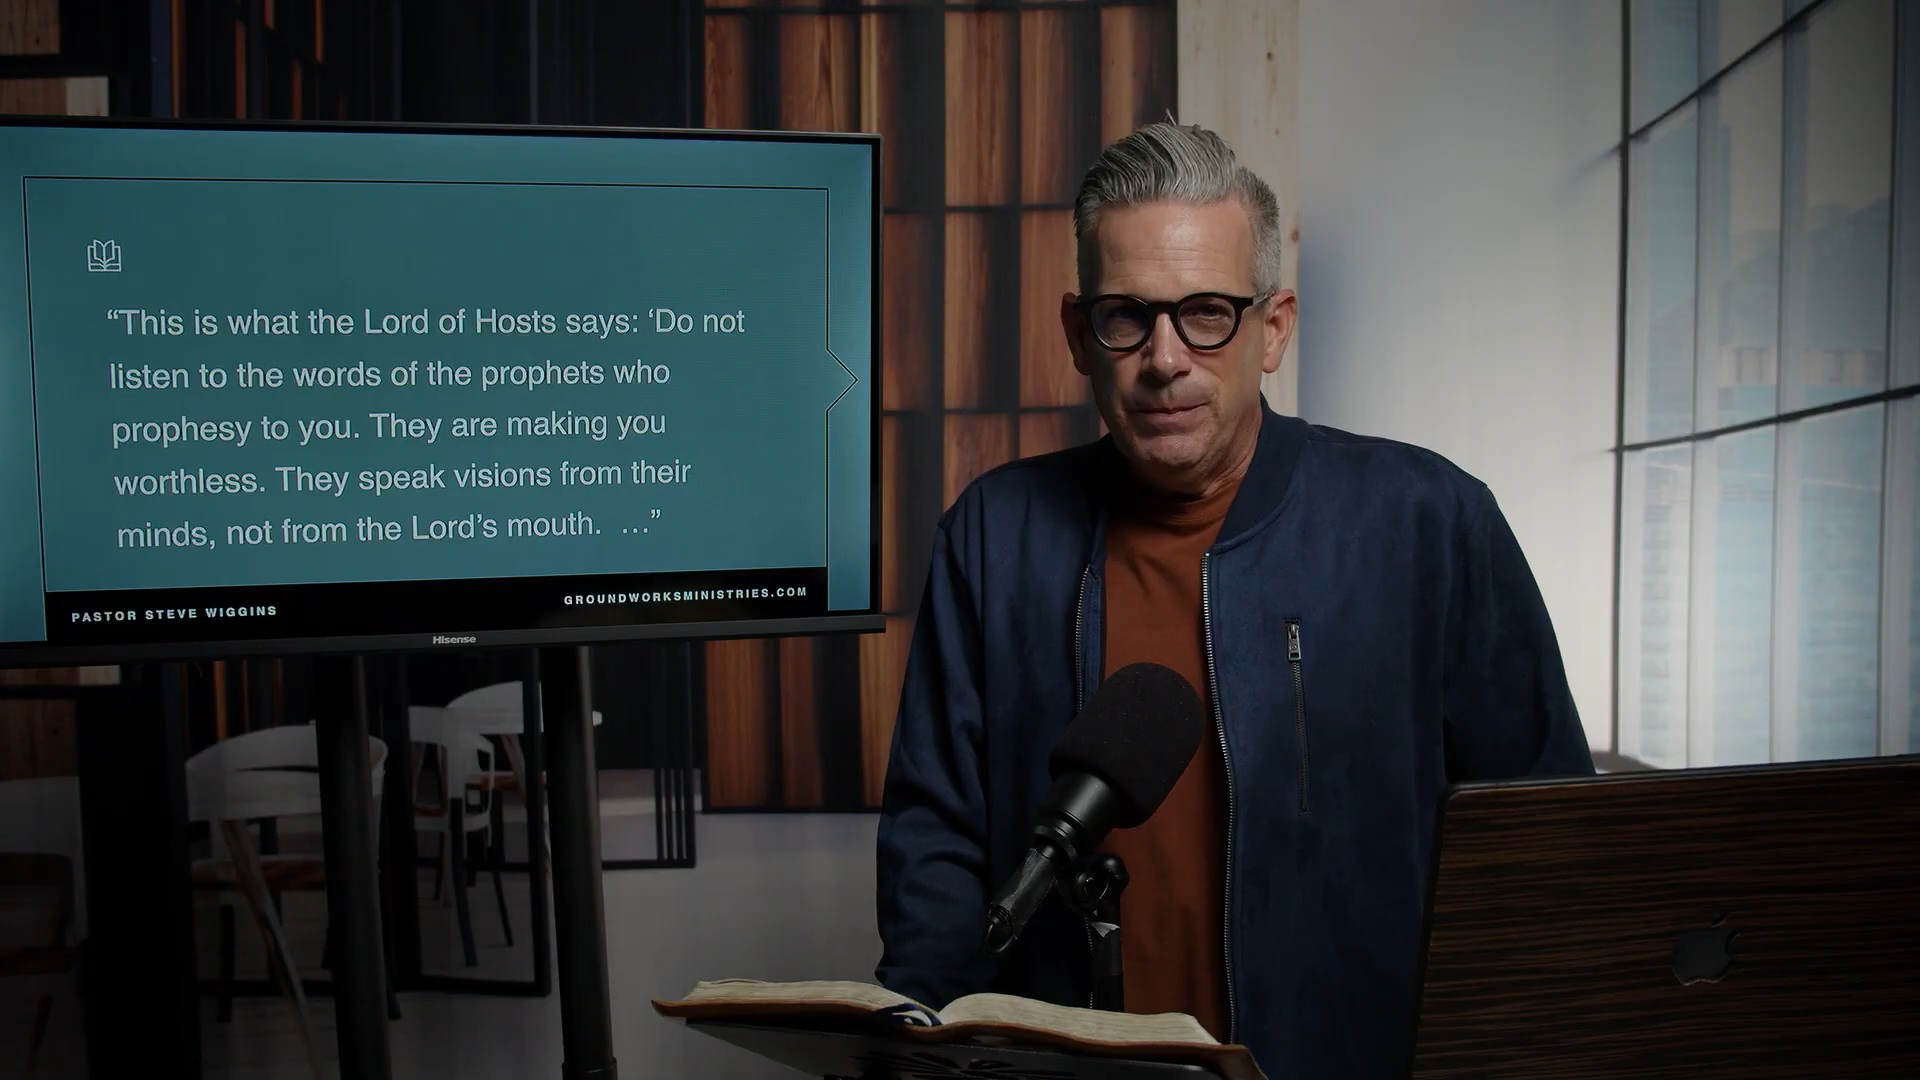 “This is what the Lord of Hosts says: ‘Do not
listen to the words of the prophets who
prophesy to you. They are making you
worthless. They speak visions from their
minds, not from the Lord’s mouth.  …”
PASTOR STEVE WIGGINS
GROUNDWORKSMINISTRIES.COM
Hisense